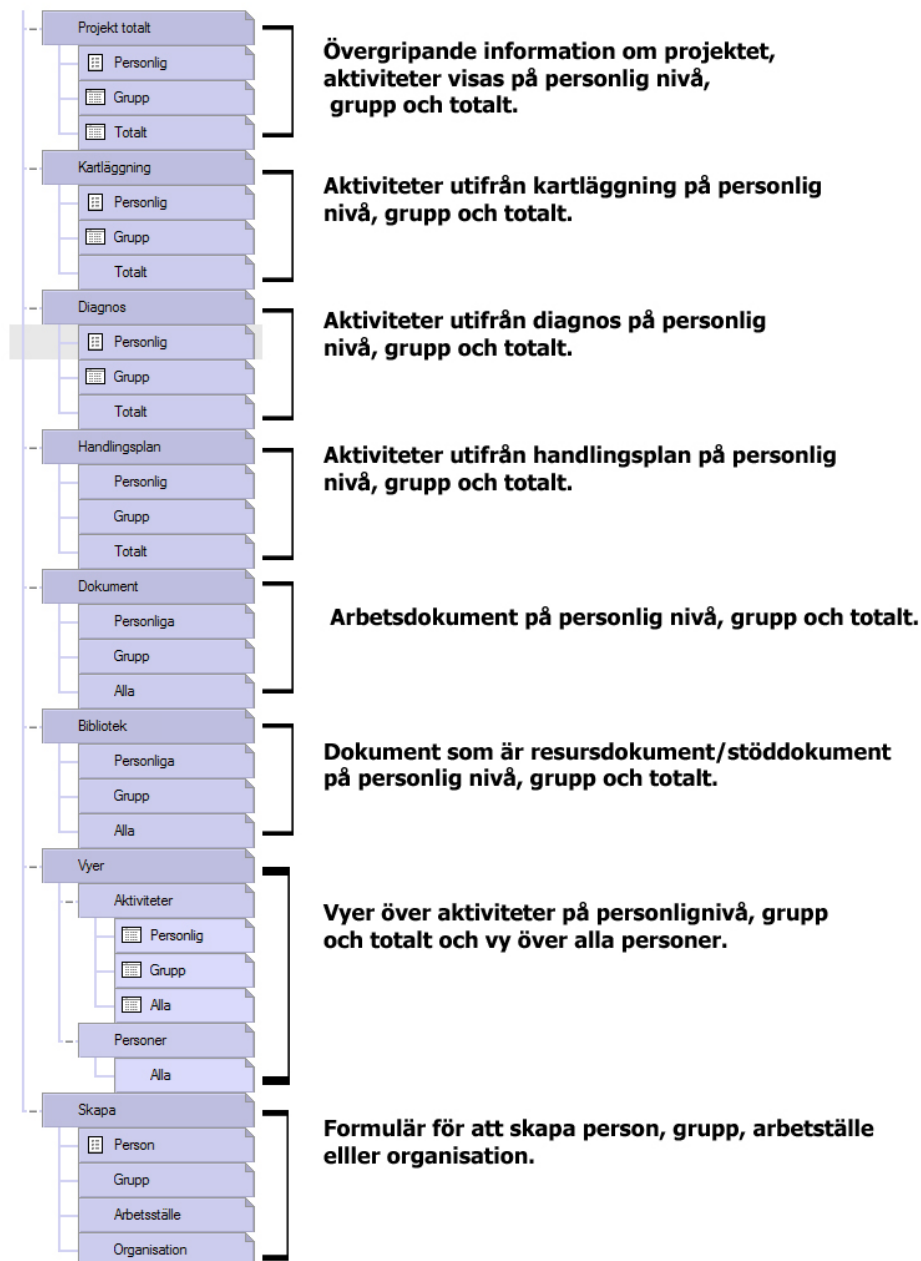 Projekt totalt
Personlig
Grupp
Totalt
Övergripande information om projektet,
aktiviteter visas på personlig nivå,
grupp och totalt.
Kartläggning
Personlig
Grupp
Totalt
Aktiviteter utifrån kartläggning på personlig
nivå, grupp och totalt.
Diagnos
Personlig
Grupp
Totalt
Aktiviteter utifrån diagnos på personlig
nivå, grupp och totalt.
Handlingsplan
Personlig
Grupp
Totalt
Aktiviteter utifrån handlingsplan på personlig
nivå, grupp och totalt.
Dokument
Personliga
Grupp
Alla
Arbetsdokument på personlig nivå, grupp och totalt.
Bibliotek
Personliga
Grupp
Alla
Dokument som är resursdokument/stöddokument
på personlig nivå, grupp och totalt.
Vyer
Aktiviteter
Personlig
Grupp
Alla
Personer
Alla
Vyer över aktiviteter på personlignivå, grupp
och totalt och vy över alla personer.
Skapa
Person
Grupp
Arbetsställe
Organisation
Formulär för att skapa person, grupp, arbetställe
elller organisation.